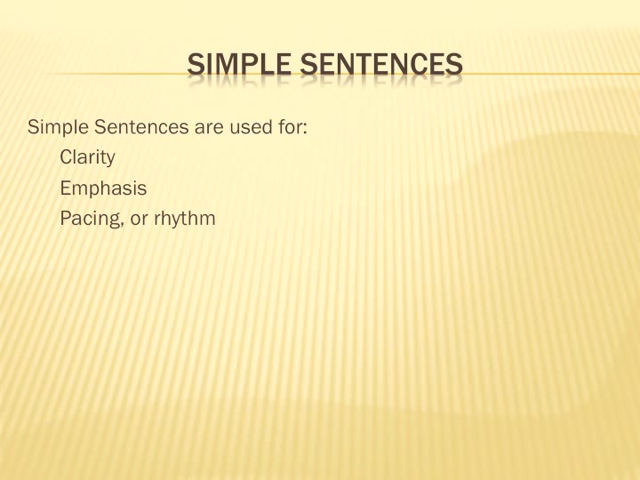 SIMPLE SENTENCES
Simple Sentences are used for:
Clarity
Emphasis
Pacing, or rhythm